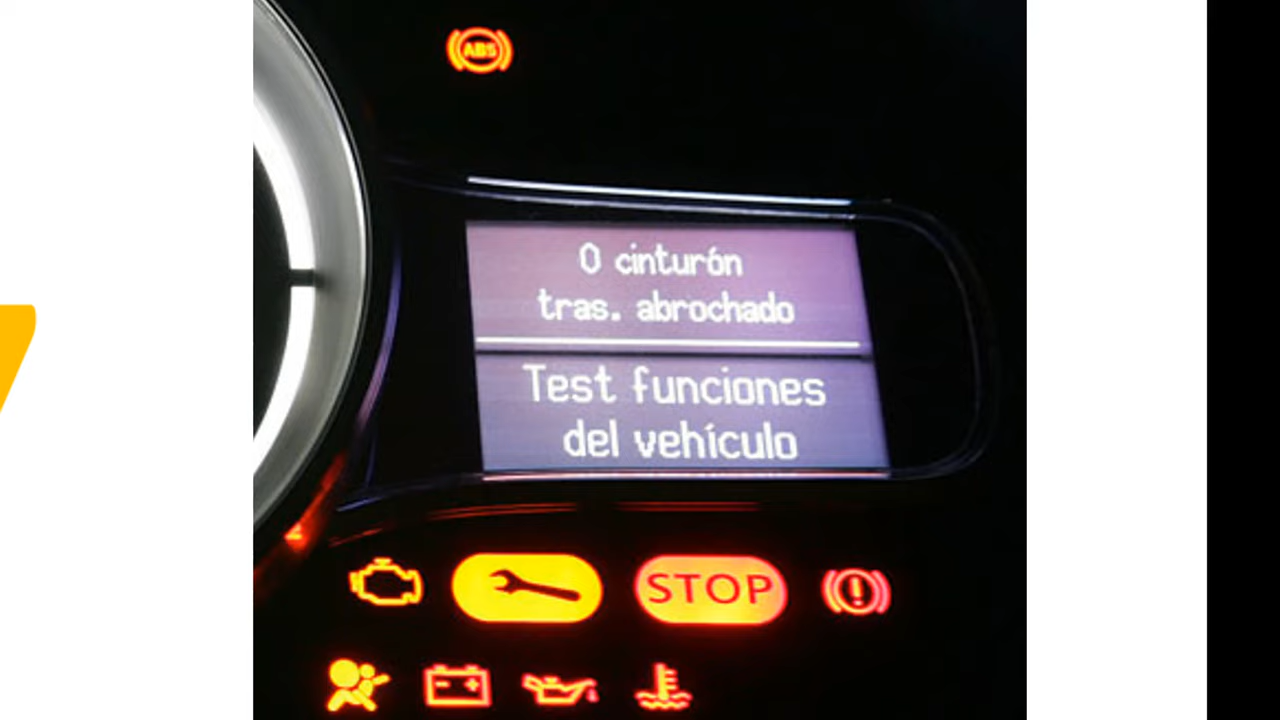 ABS
0 cinturón
tras. abrochado
Test funciones
del vehículo
STOP